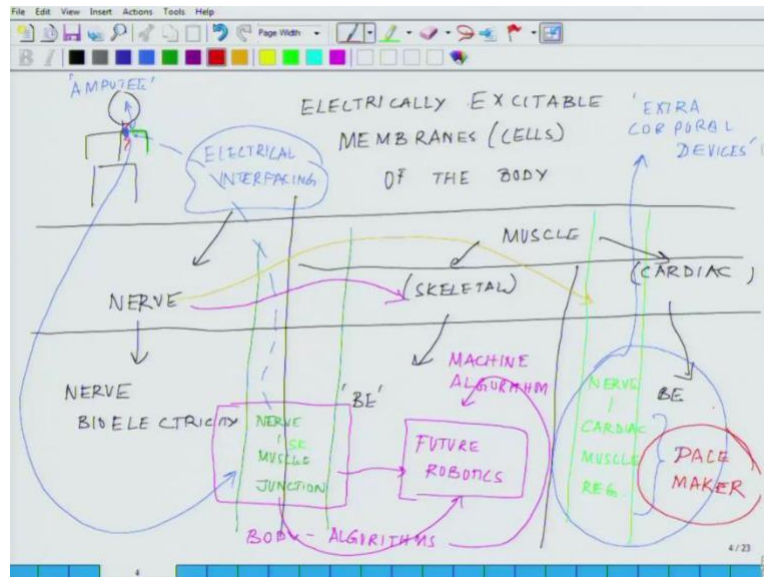 File Edit View Insert Actions Tools Help
Page Width
B I
'AMPUTEE'
ELECTRICALLY EXCITABLE
MEMBRANES (CELLS)
OF THE BODY
'EXTRA
CORPORAL
DEVICES'
ELECTRICAL
INTERFACING
MUSCLE
NERVE
(SKELETAL)
(CARDIAC)
NERVE
BIOELECTRICITY
'BE'
MACHINE
ALGORITHM
BE
NERVE
/ SK.
MUSCLE
JUNCTION
FUTURE
ROBOTICS
NERVE
/
CARDIAC
MUSCLE
REG.
PACE
MAKER
BODY - ALGORITHMS
4/23
4